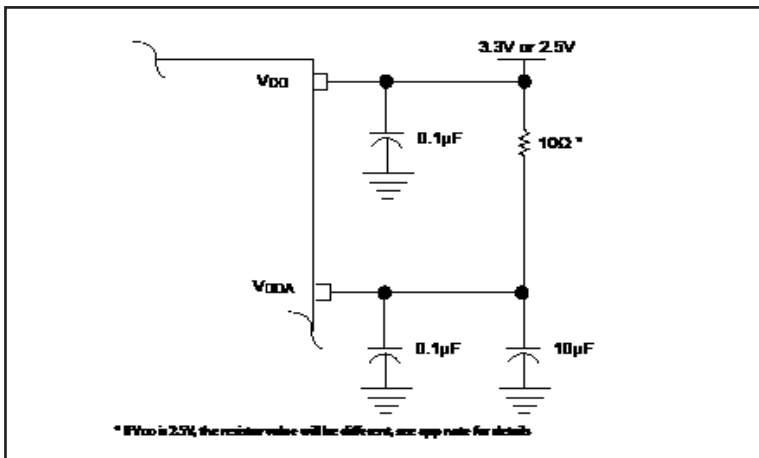 3.3V or 2.5V
VDD
0.1µF
10Ω *
VDDA
0.1µF
10µF
* If VDD is 2.5V, the resistor value will be different, see app note for details